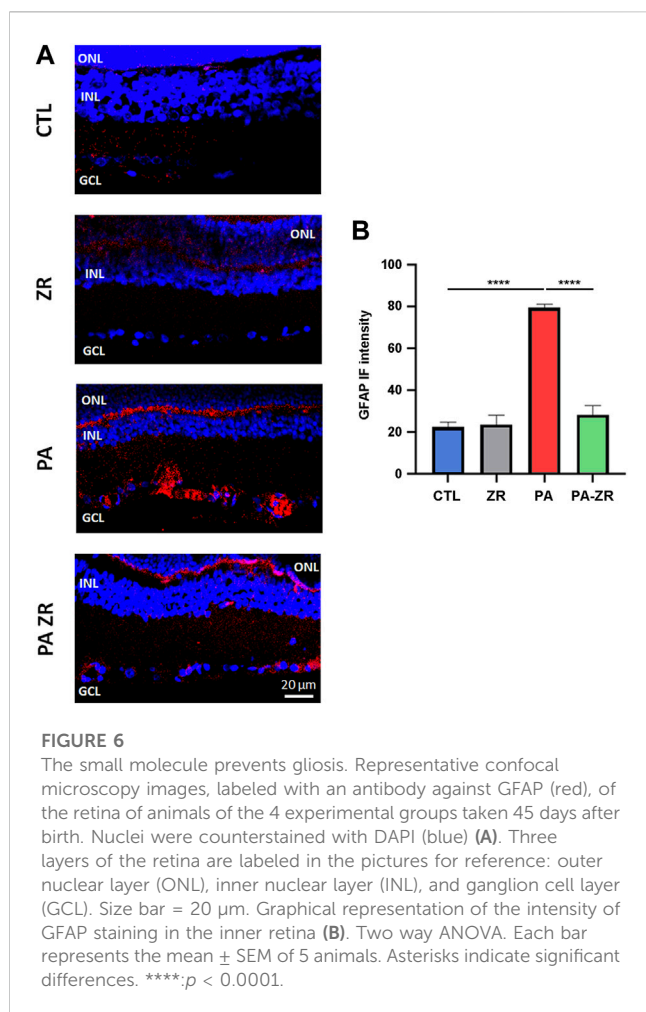 A
CTL
ONL
INL
GCL
ZR
ONL
INL
GCL
PA
ONL
INL
GCL
PA ZR
INL
ONL
GCL
20 µm
B
GFAP IF intensity
100
80
60
40
20
0
**** ****
CTL ZR PA PA-ZR
FIGURE 6
The small molecule prevents gliosis. Representative confocal
microscopy images, labeled with an antibody against GFAP (red), of
the retina of animals of the 4 experimental groups taken 45 days after
birth. Nuclei were counterstained with DAPI (blue) (A). Three
layers of the retina are labeled in the pictures for reference: outer
nuclear layer (ONL), inner nuclear layer (INL), and ganglion cell layer
(GCL). Size bar = 20 µm. Graphical representation of the intensity of
GFAP staining in the inner retina (B). Two way ANOVA. Each bar
represents the mean ± SEM of 5 animals. Asterisks indicate significant
differences. ****:p < 0.0001.